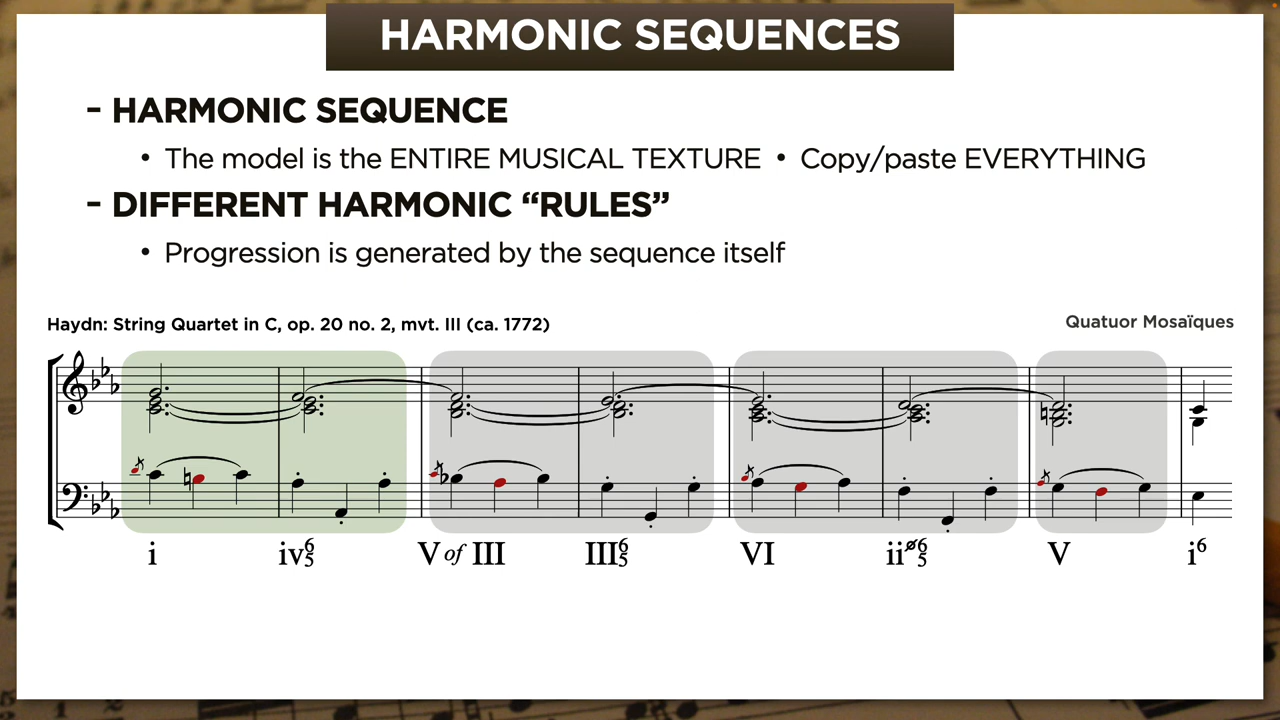 HARMONIC SEQUENCES
- HARMONIC SEQUENCE
• The model is the ENTIRE MUSICAL TEXTURE • Copy/paste EVERYTHING
- DIFFERENT HARMONIC “RULES”
• Progression is generated by the sequence itself
Haydn: String Quartet in C, op. 20 no. 2, mvt. III (ca. 1772) Quatuor Mosaïques
i iv6/5 V of III III6/5 VI iiø6/5 V i6